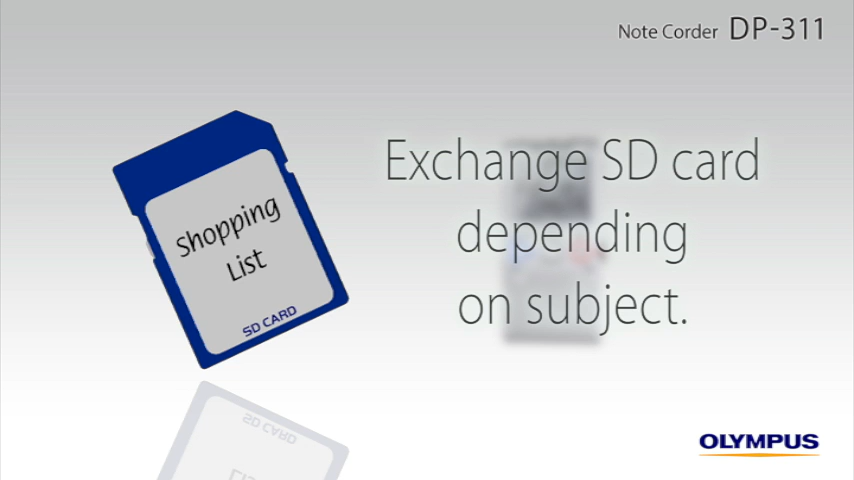 Note Corder DP-311
Exchange SD card
depending
on subject.
Shopping
List
SD CARD
OLYMPUS